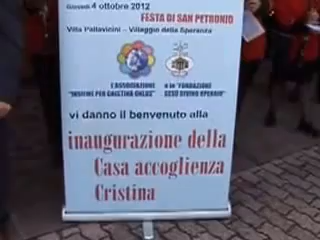 Giovedì 4 ottobre 2012
FESTA DI SAN PETRONIO
Villa Pallavicini - Villaggio della Speranza
L'ASSOCIAZIONE e la "FONDAZIONE
"INSIEME PER CRISTINA ONLUS" GESÙ DIVINO OPERAIO"
vi danno il benvenuto alla
inaugurazione della
Casa accoglienza
Cristina